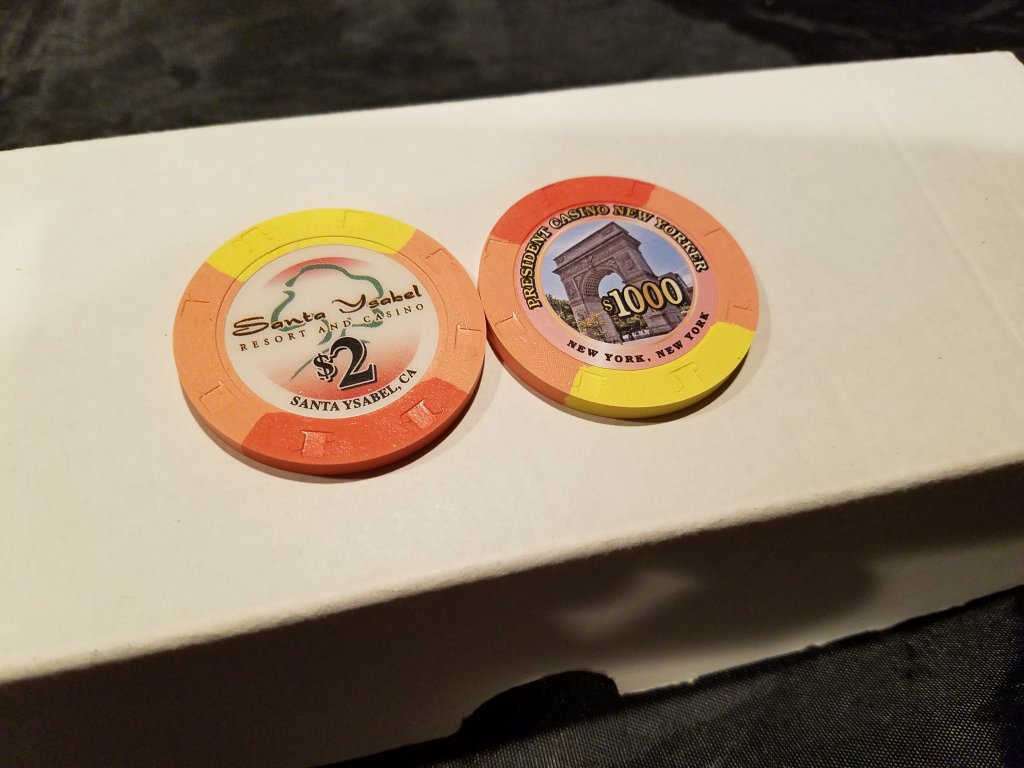 Santa Ysabel
RESORT AND CASINO
$2
SANTA YSABEL, CA
PRESIDENT CASINO NEW YORKER
$1000
NEW YORK, NEW YORK